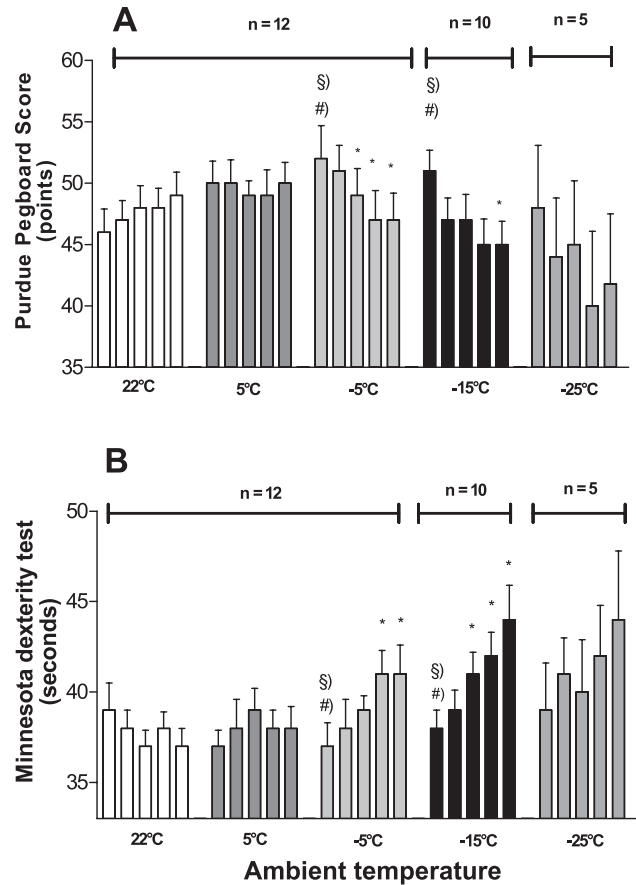 A
n = 12
n = 10
n = 5
60
55
50
45
40
35
Purdue Pegboard Score
(points)
§)
#)
*
*
*
§)
#)
*
22°C
5°C
-5°C
-15°C
-25°C
B
n = 12
n = 10
n = 5
50
45
40
35
Minnesota dexterity test
(seconds)
§)
#)
*
*
§)
#)
*
*
*
22°C
5°C
-5°C
-15°C
-25°C
Ambient temperature